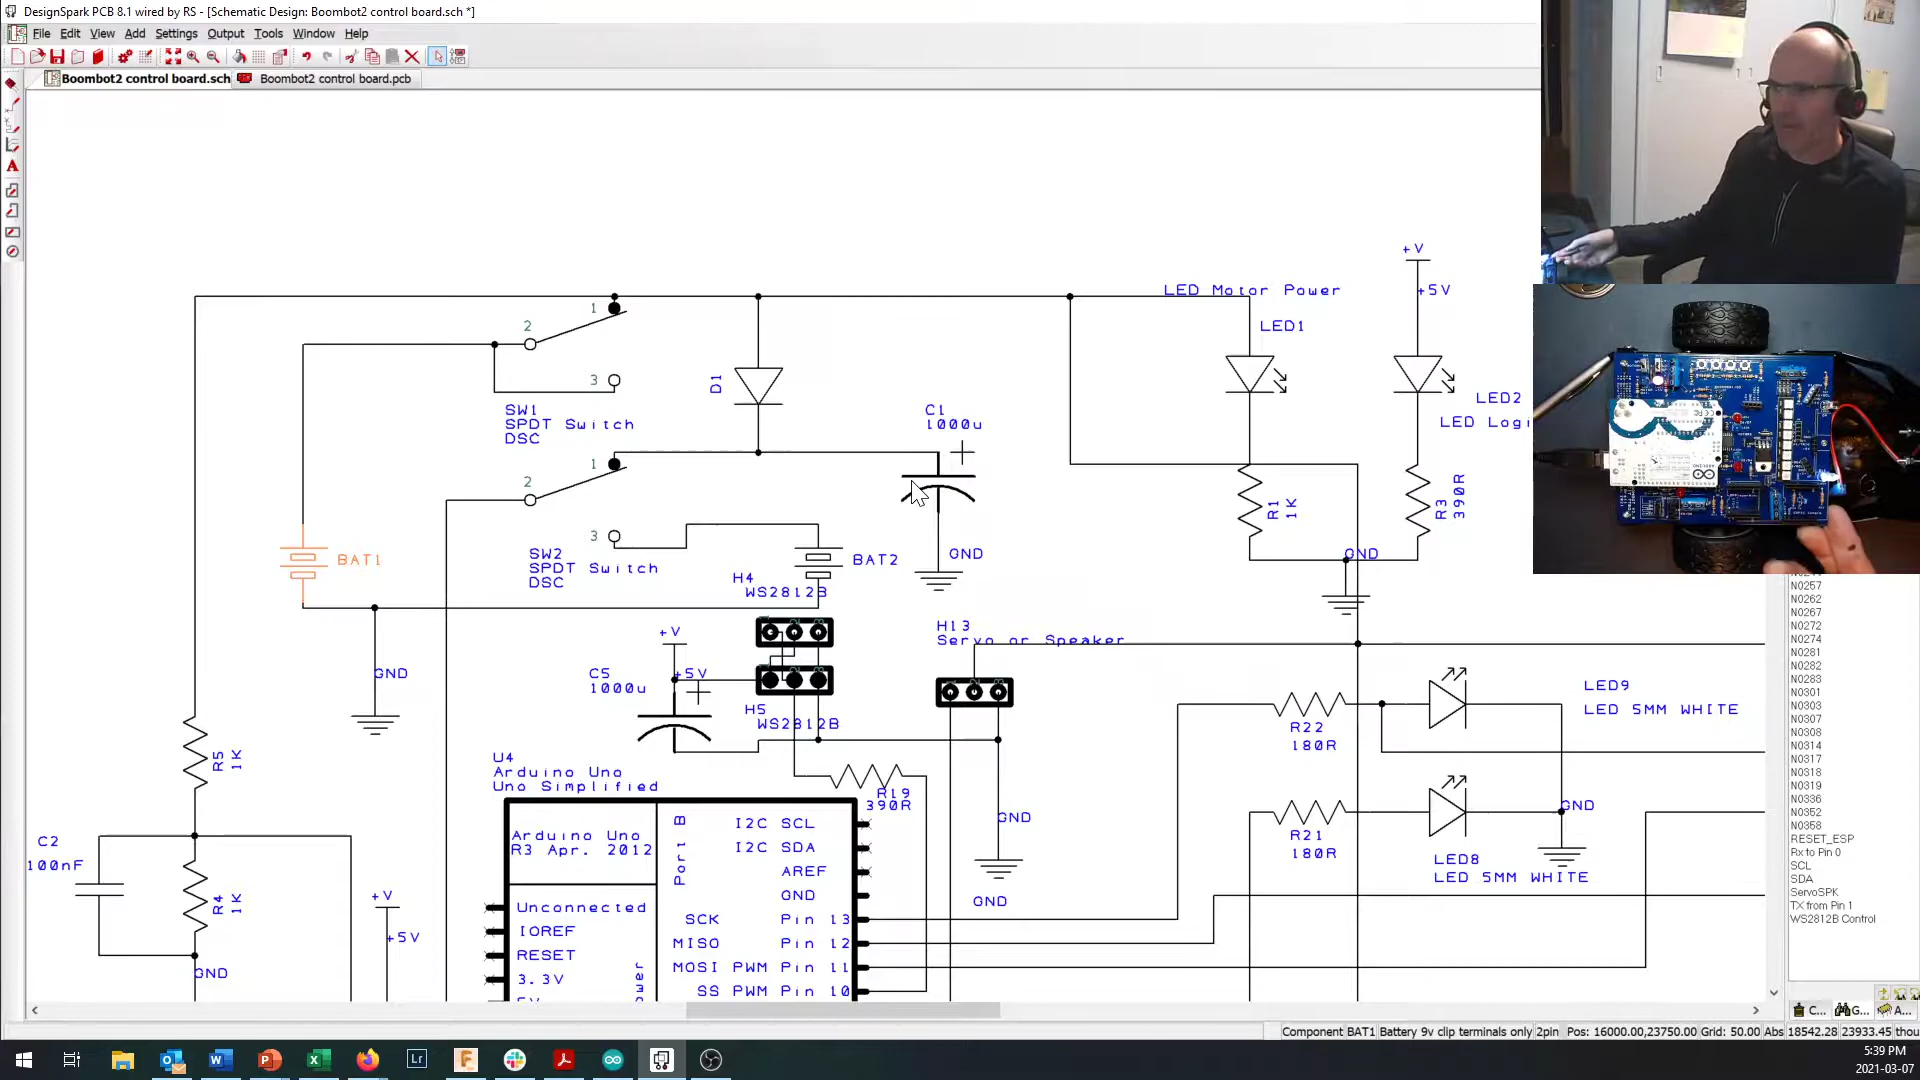 DesignSpark PCB 8.1 wired by RS - [Schematic Design: Boombot2 control board.sch *]
File Edit View Add Settings Output Tools Window Help
Boombot2 control board.sch Boombot2 control board.pcb
+V
+5V
LED Motor Power
LED1
1
2
3
SW1
SPDT Switch
DSC
D1
C1
1000u
LED2
LED Logi
1
2
3
SW2
SPDT Switch
DSC
R1
1K
R3
390R
BAT1
BAT2
GND
GND
H4
WS2812B
H13
Servo or Speaker
+V
+5V
C5
1000u
GND
H5
WS2812B
LED9
LED 5MM WHITE
R22
180R
R5
1K
U4
Arduino Uno
Uno Simplified
R19
390R
GND
GND
R21
180R
LED8
LED 5MM WHITE
C2
100nF
R4
1K
Arduino Uno
R3 Apr. 2012
Port B
I2C SCL
I2C SDA
AREF
GND
GND
+V
+5V
Unconnected
IOREF
RESET
3.3V
SCK Pin 13
MISO Pin 12
MOSI PWM Pin 11
SS PWM Pin 10
GND
N0257
N0262
N0267
N0272
N0274
N0281
N0282
N0283
N0301
N0303
N0307
N0308
N0314
N0317
N0318
N0319
N0336
N0352
N0358
RESET_ESP
Rx to Pin 0
SCL
SDA
ServoSPK
TX from Pin 1
WS2812B Control
C... G... A...
Component BAT1 Battery 9v clip terminals only 2pin Pos: 16000.00,23750.00 Grid: 50.00 Abs 18542.28 23933.45 thou
5:39 PM
2021-03-07